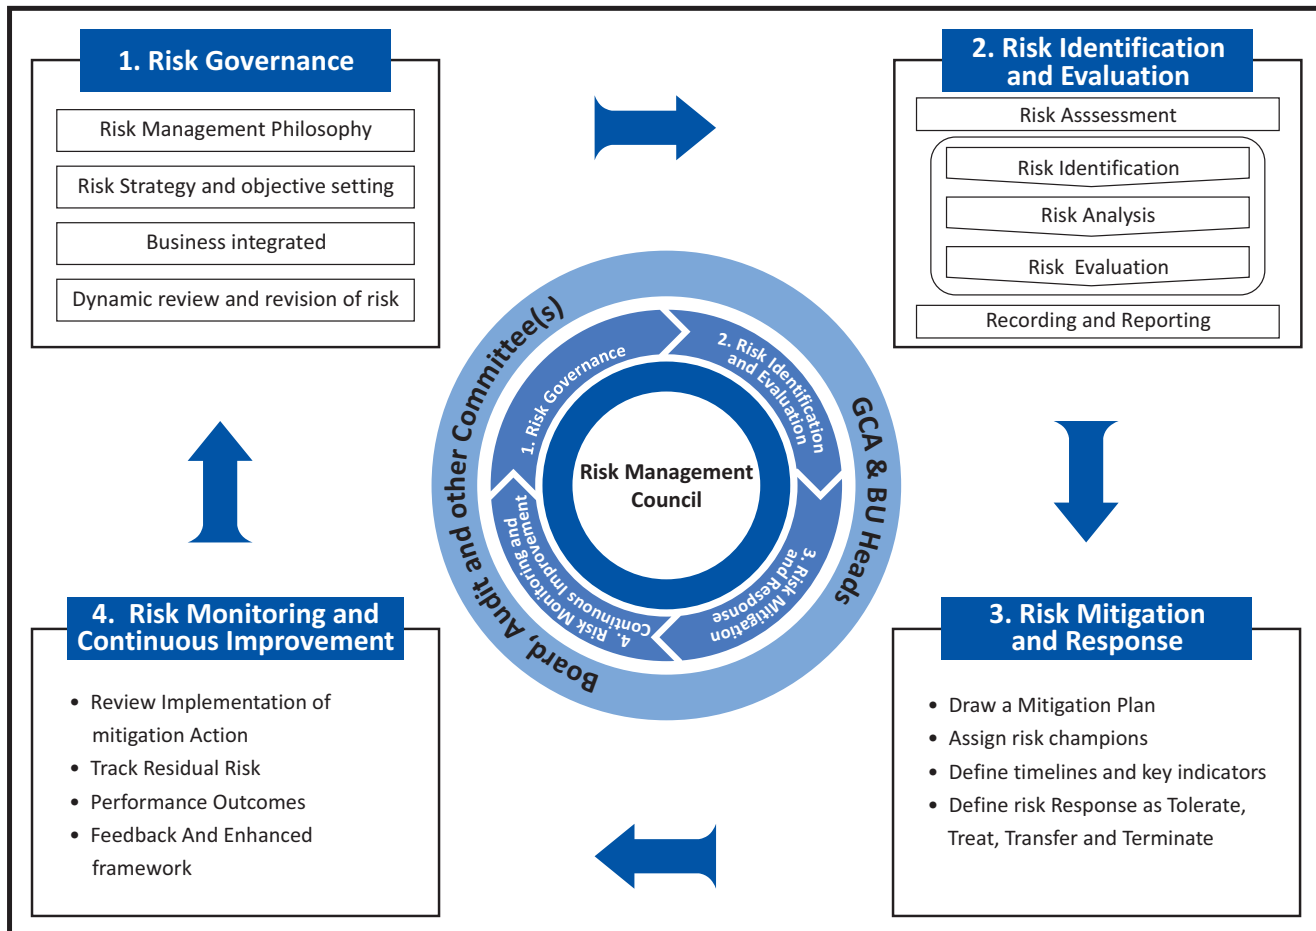 1. Risk Governance
Risk Management Philosophy
Risk Strategy and objective setting
Business integrated
Dynamic review and revision of risk
2. Risk Identification
and Evaluation
Risk Asssessment
Risk Identification
Risk Analysis
Risk Evaluation
Recording and Reporting
Board, Audit and other Committee(s)
GCA & BU Heads
1. Risk Governance
2. Risk Identification
and Evaluation
3. Risk Mitigation
and Response
4. Risk Monitoring and
Continuous Improvement
Risk Management
Council
4. Risk Monitoring and
Continuous Improvement
• Review Implementation of
mitigation Action
• Track Residual Risk
• Performance Outcomes
• Feedback And Enhanced
framework
3. Risk Mitigation
and Response
• Draw a Mitigation Plan
• Assign risk champions
• Define timelines and key indicators
• Define risk Response as Tolerate,
Treat, Transfer and Terminate